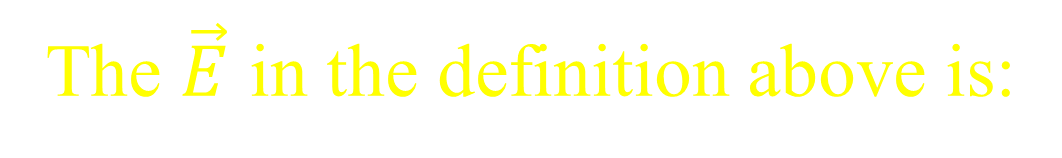 The \vec{E} in the definition above is: